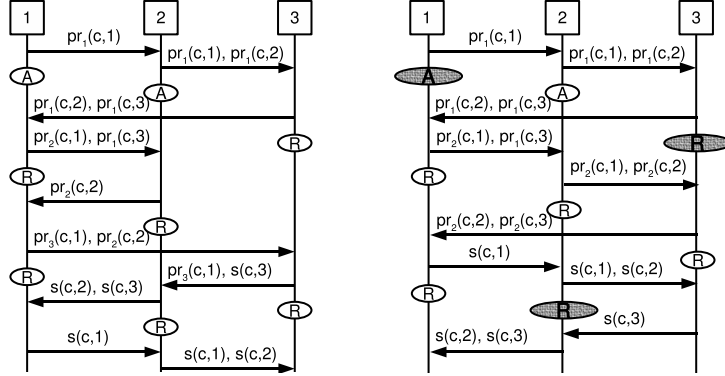 1 2 3
pr₁(c,1)
pr₁(c,1), pr₁(c,2)
A
A
pr₁(c,2), pr₁(c,3)
R
pr₂(c,1), pr₁(c,3)
R
pr₂(c,2)
R
pr₃(c,1), pr₂(c,2)
R
pr₃(c,1), s(c,3)
s(c,2), s(c,3)
R
R
s(c,1)
s(c,1), s(c,2)
1 2 3
pr₁(c,1)
pr₁(c,1), pr₁(c,2)
A
A
pr₁(c,2), pr₁(c,3)
R
pr₂(c,1), pr₁(c,3)
R
pr₂(c,1), pr₂(c,2)
R
pr₂(c,2), pr₂(c,3)
R
s(c,1)
s(c,1), s(c,2)
R
R
s(c,3)
s(c,2), s(c,3)